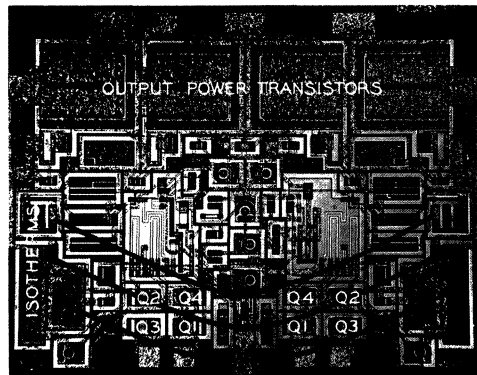 OUTPUT POWER TRANSISTORS
ISOTHERMS
Q2 Q4 Q4 Q2
Q3 Q1 Q1 Q3